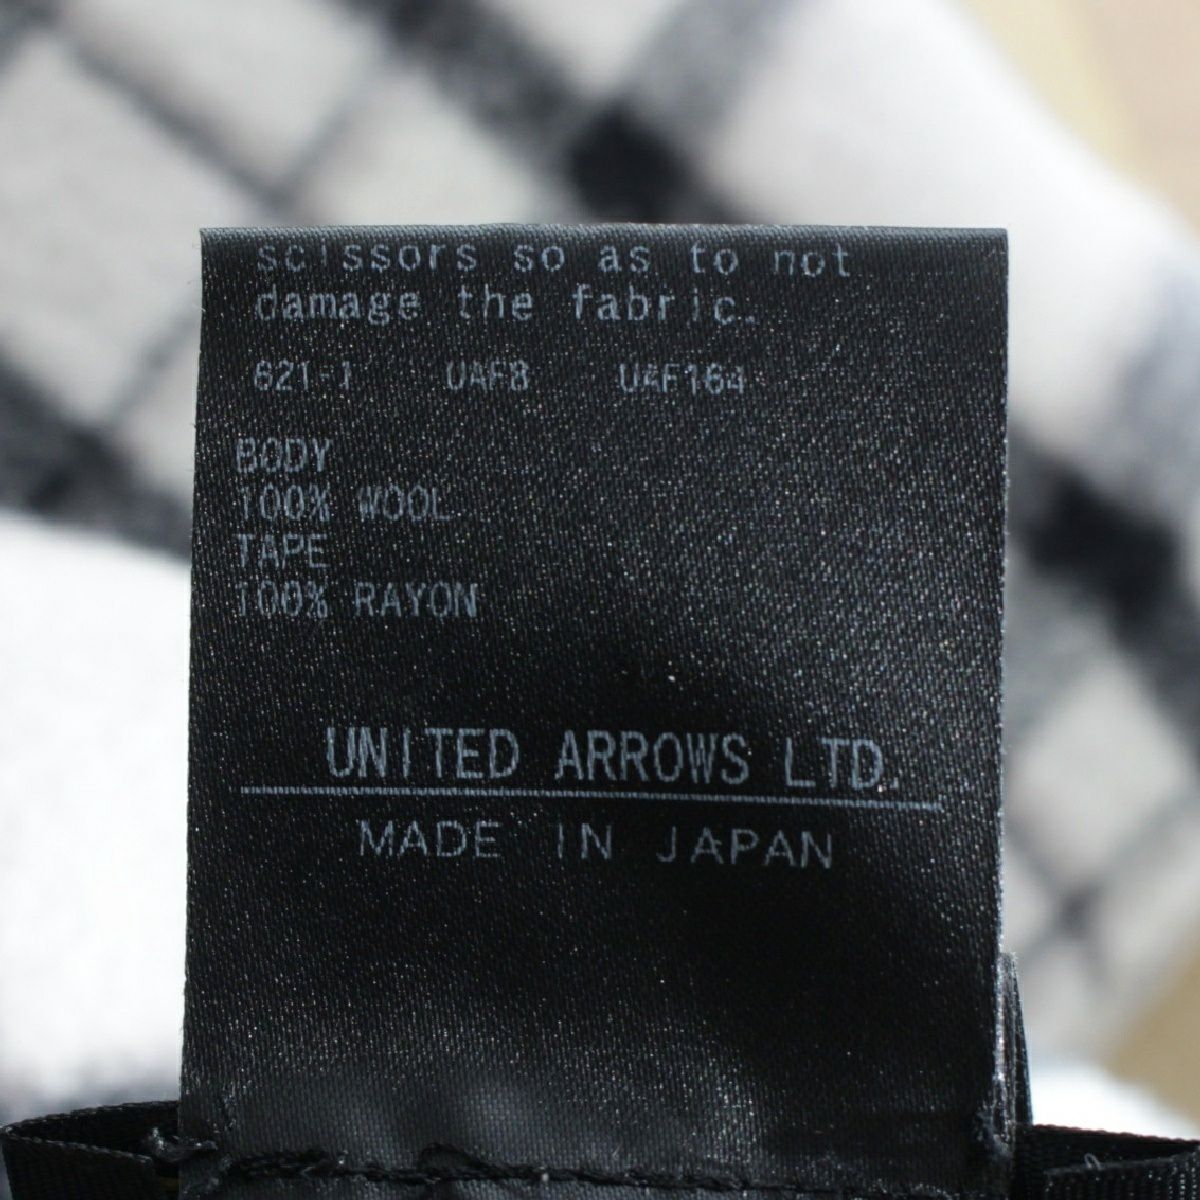 scissors so as to not
damage the fabric.
621-1 UAF8 UAF164
BODY
100% WOOL
TAPE
100% RAYON
UNITED ARROWS LTD.
MADE IN JAPAN